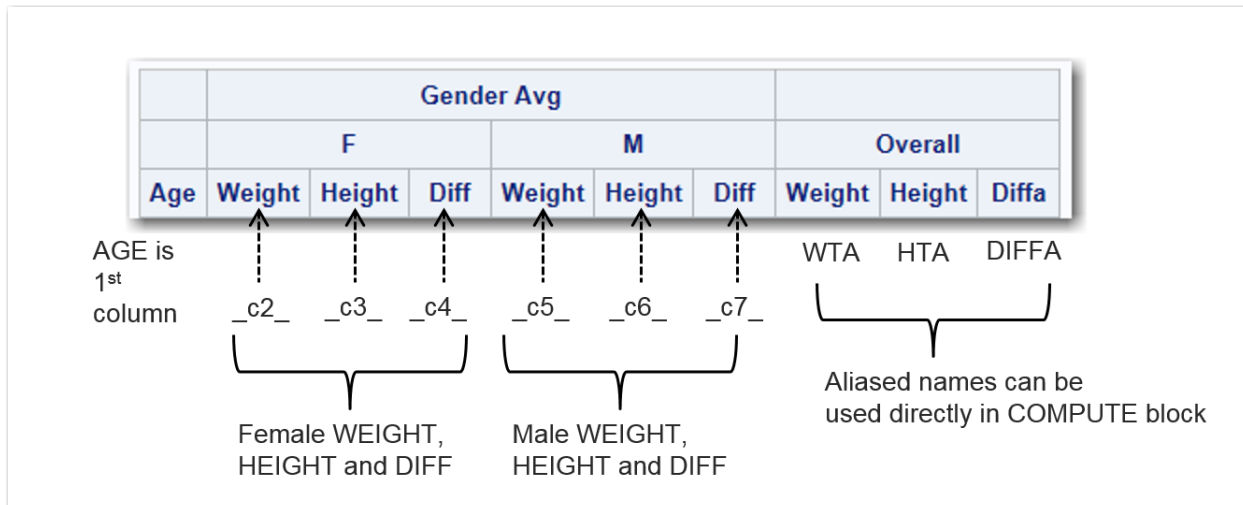 Gender Avg
F M Overall
Age Weight Height Diff Weight Height Diff Weight Height Diffa
AGE is
1st
column
_c2_ _c3_ _c4_ _c5_ _c6_ _c7_
WTA HTA DIFFA
Female WEIGHT,
HEIGHT and DIFF
Male WEIGHT,
HEIGHT and DIFF
Aliased names can be
used directly in COMPUTE block